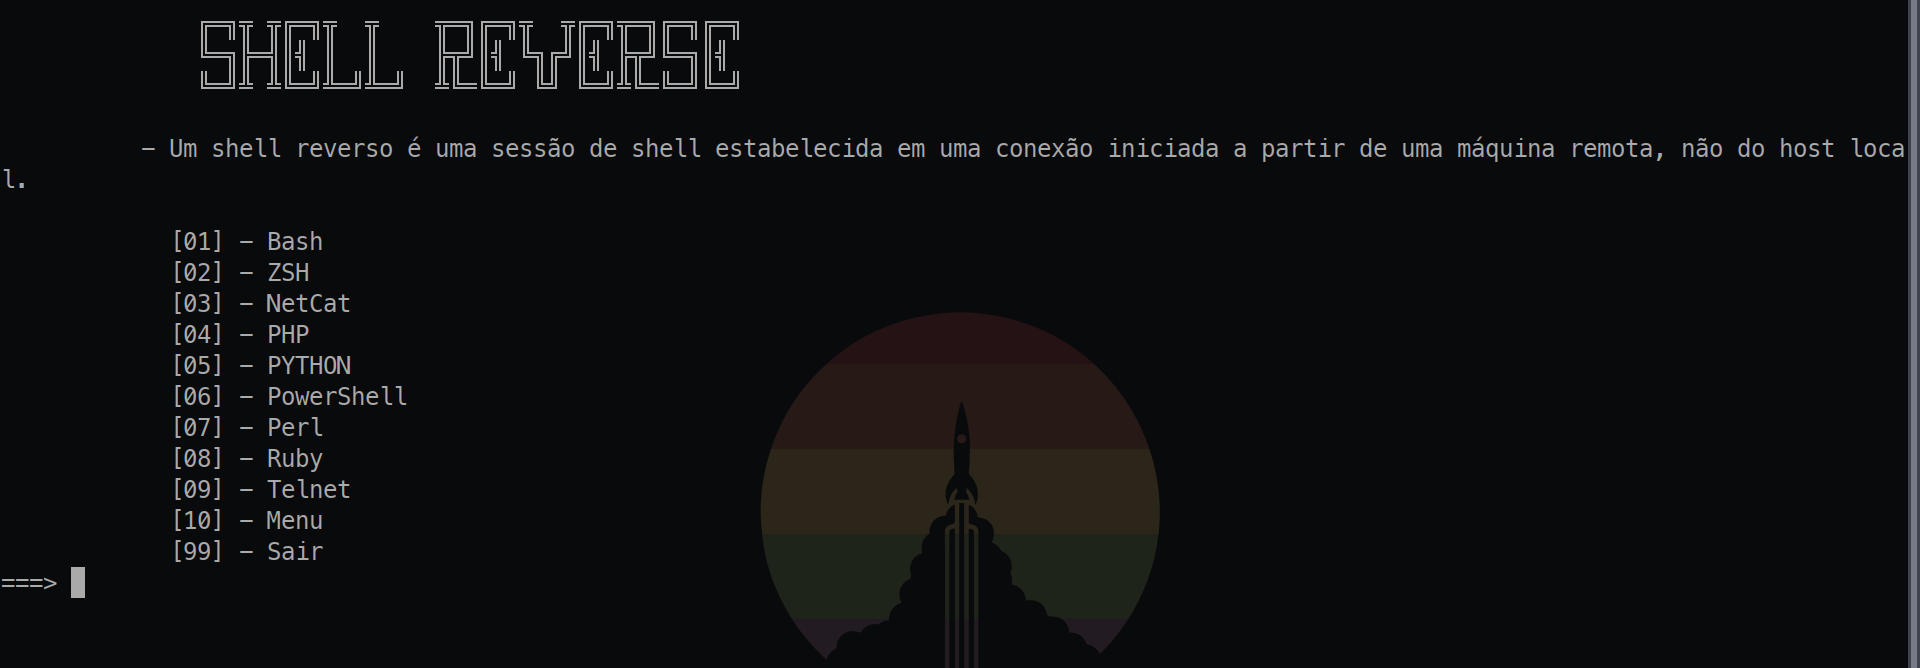 SHELL REVERSE
– Um shell reverso é uma sessão de shell estabelecida em uma conexão iniciada a partir de uma máquina remota, não do host loca
l.
[01] – Bash
[02] – ZSH
[03] – NetCat
[04] – PHP
[05] – PYTHON
[06] – PowerShell
[07] – Perl
[08] – Ruby
[09] – Telnet
[10] – Menu
[99] – Sair
===>